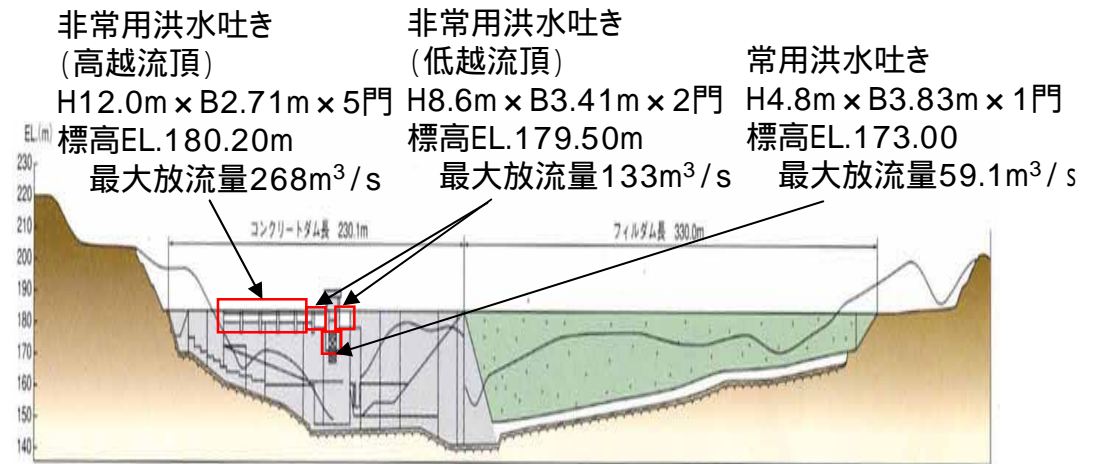 非常用洪水吐き
(高越流頂)
H12.0m×B2.71m×5門
標高EL.180.20m
最大放流量268m³/s
非常用洪水吐き
(低越流頂)
H8.6m×B3.41m×2門
標高EL.179.50m
最大放流量133m³/s
常用洪水吐き
H4.8m×B3.83m×1門
標高EL.173.00
最大放流量59.1m³/s
EL.(m)
230
220
210
200
190
180
170
160
150
140
コンクリートダム長 230.1m
フィルダム長 330.0m